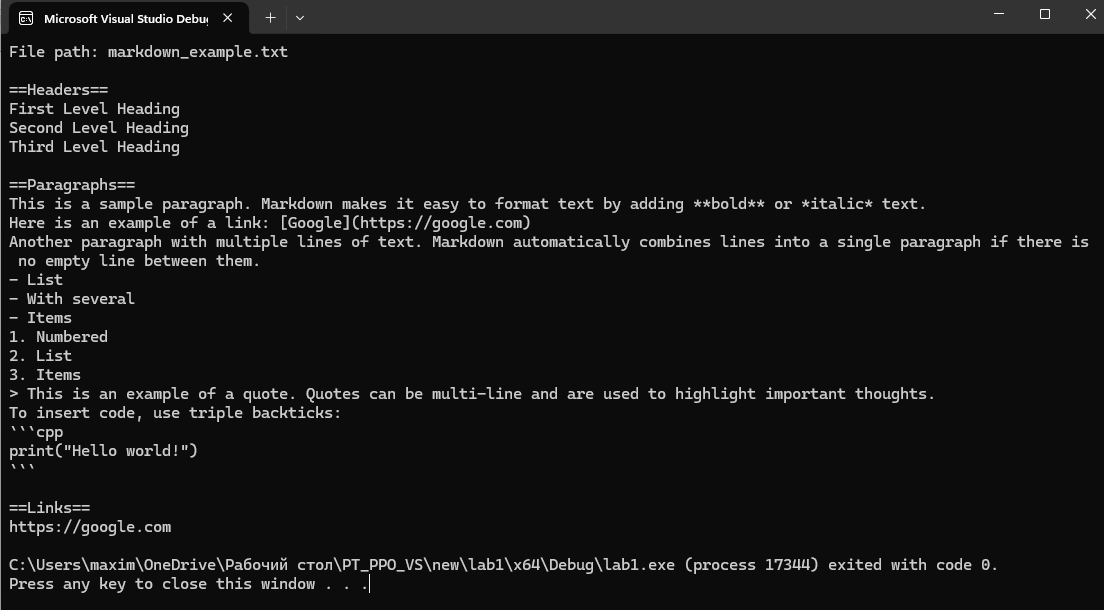 Microsoft Visual Studio Debu
File path: markdown_example.txt
==Headers==
First Level Heading
Second Level Heading
Third Level Heading
==Paragraphs==
This is a sample paragraph. Markdown makes it easy to format text by adding **bold** or *italic* text.
Here is an example of a link: [Google](https://google.com)
Another paragraph with multiple lines of text. Markdown automatically combines lines into a single paragraph if there is
no empty line between them.
- List
- With several
- Items
1. Numbered
2. List
3. Items
> This is an example of a quote. Quotes can be multi-line and are used to highlight important thoughts.
To insert code, use triple backticks:
```cpp
print("Hello world!")
```
==Links==
https://google.com
C:\Users\maxim\OneDrive\Рабочий стол\PT_PPO_VS\new\lab1\x64\Debug\lab1.exe (process 17344) exited with code 0.
Press any key to close this window . . .